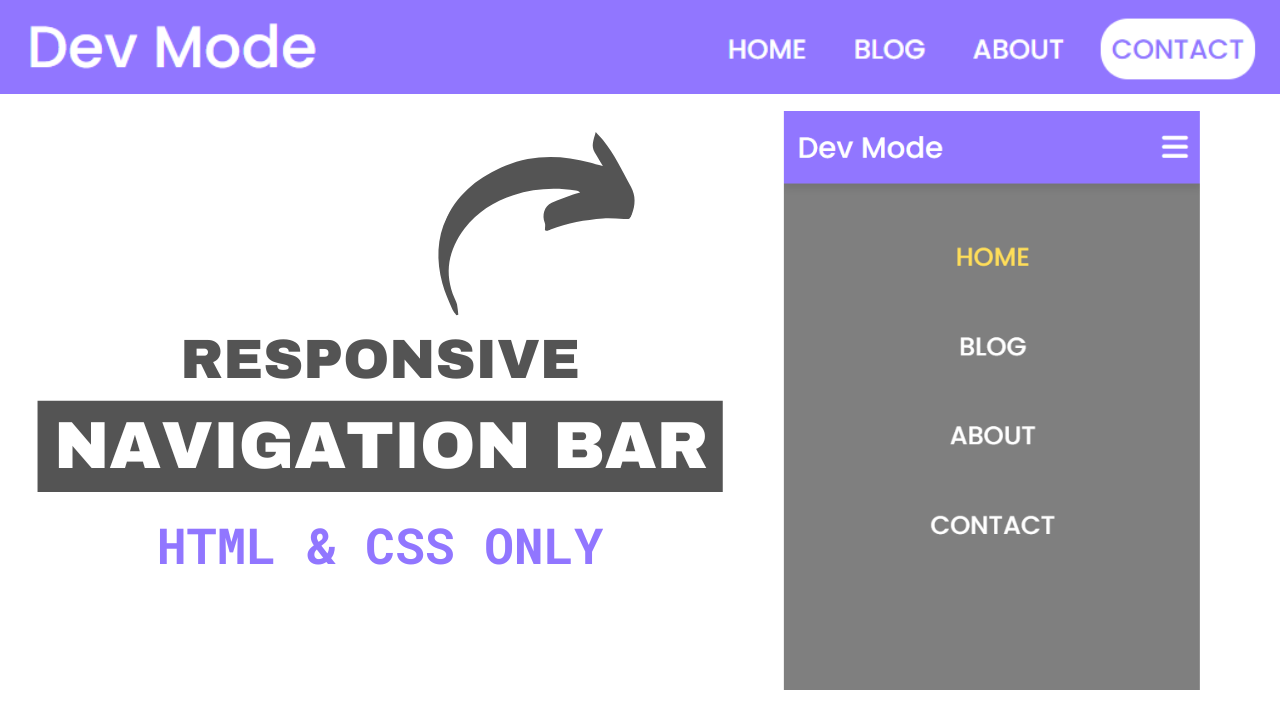 Dev Mode HOME BLOG ABOUT CONTACT
Dev Mode
HOME
BLOG
ABOUT
CONTACT
RESPONSIVE
NAVIGATION BAR
HTML & CSS ONLY